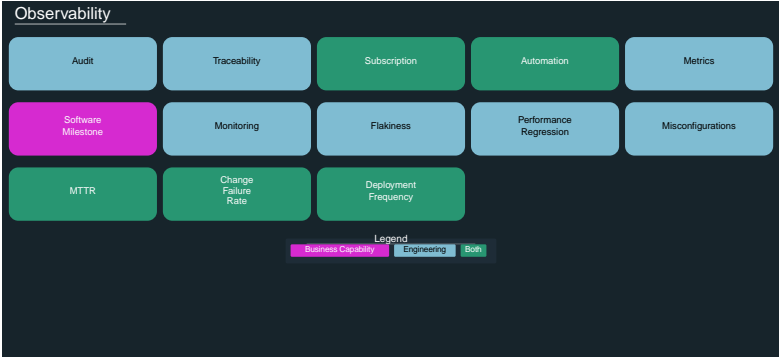 Observability
Audit
Traceability
Subscription
Automation
Metrics
Software
Milestone
Monitoring
Flakiness
Performance
Regression
Misconfigurations
MTTR
Change
Failure
Rate
Deployment
Frequency
Legend
Business Capability
Engineering
Both